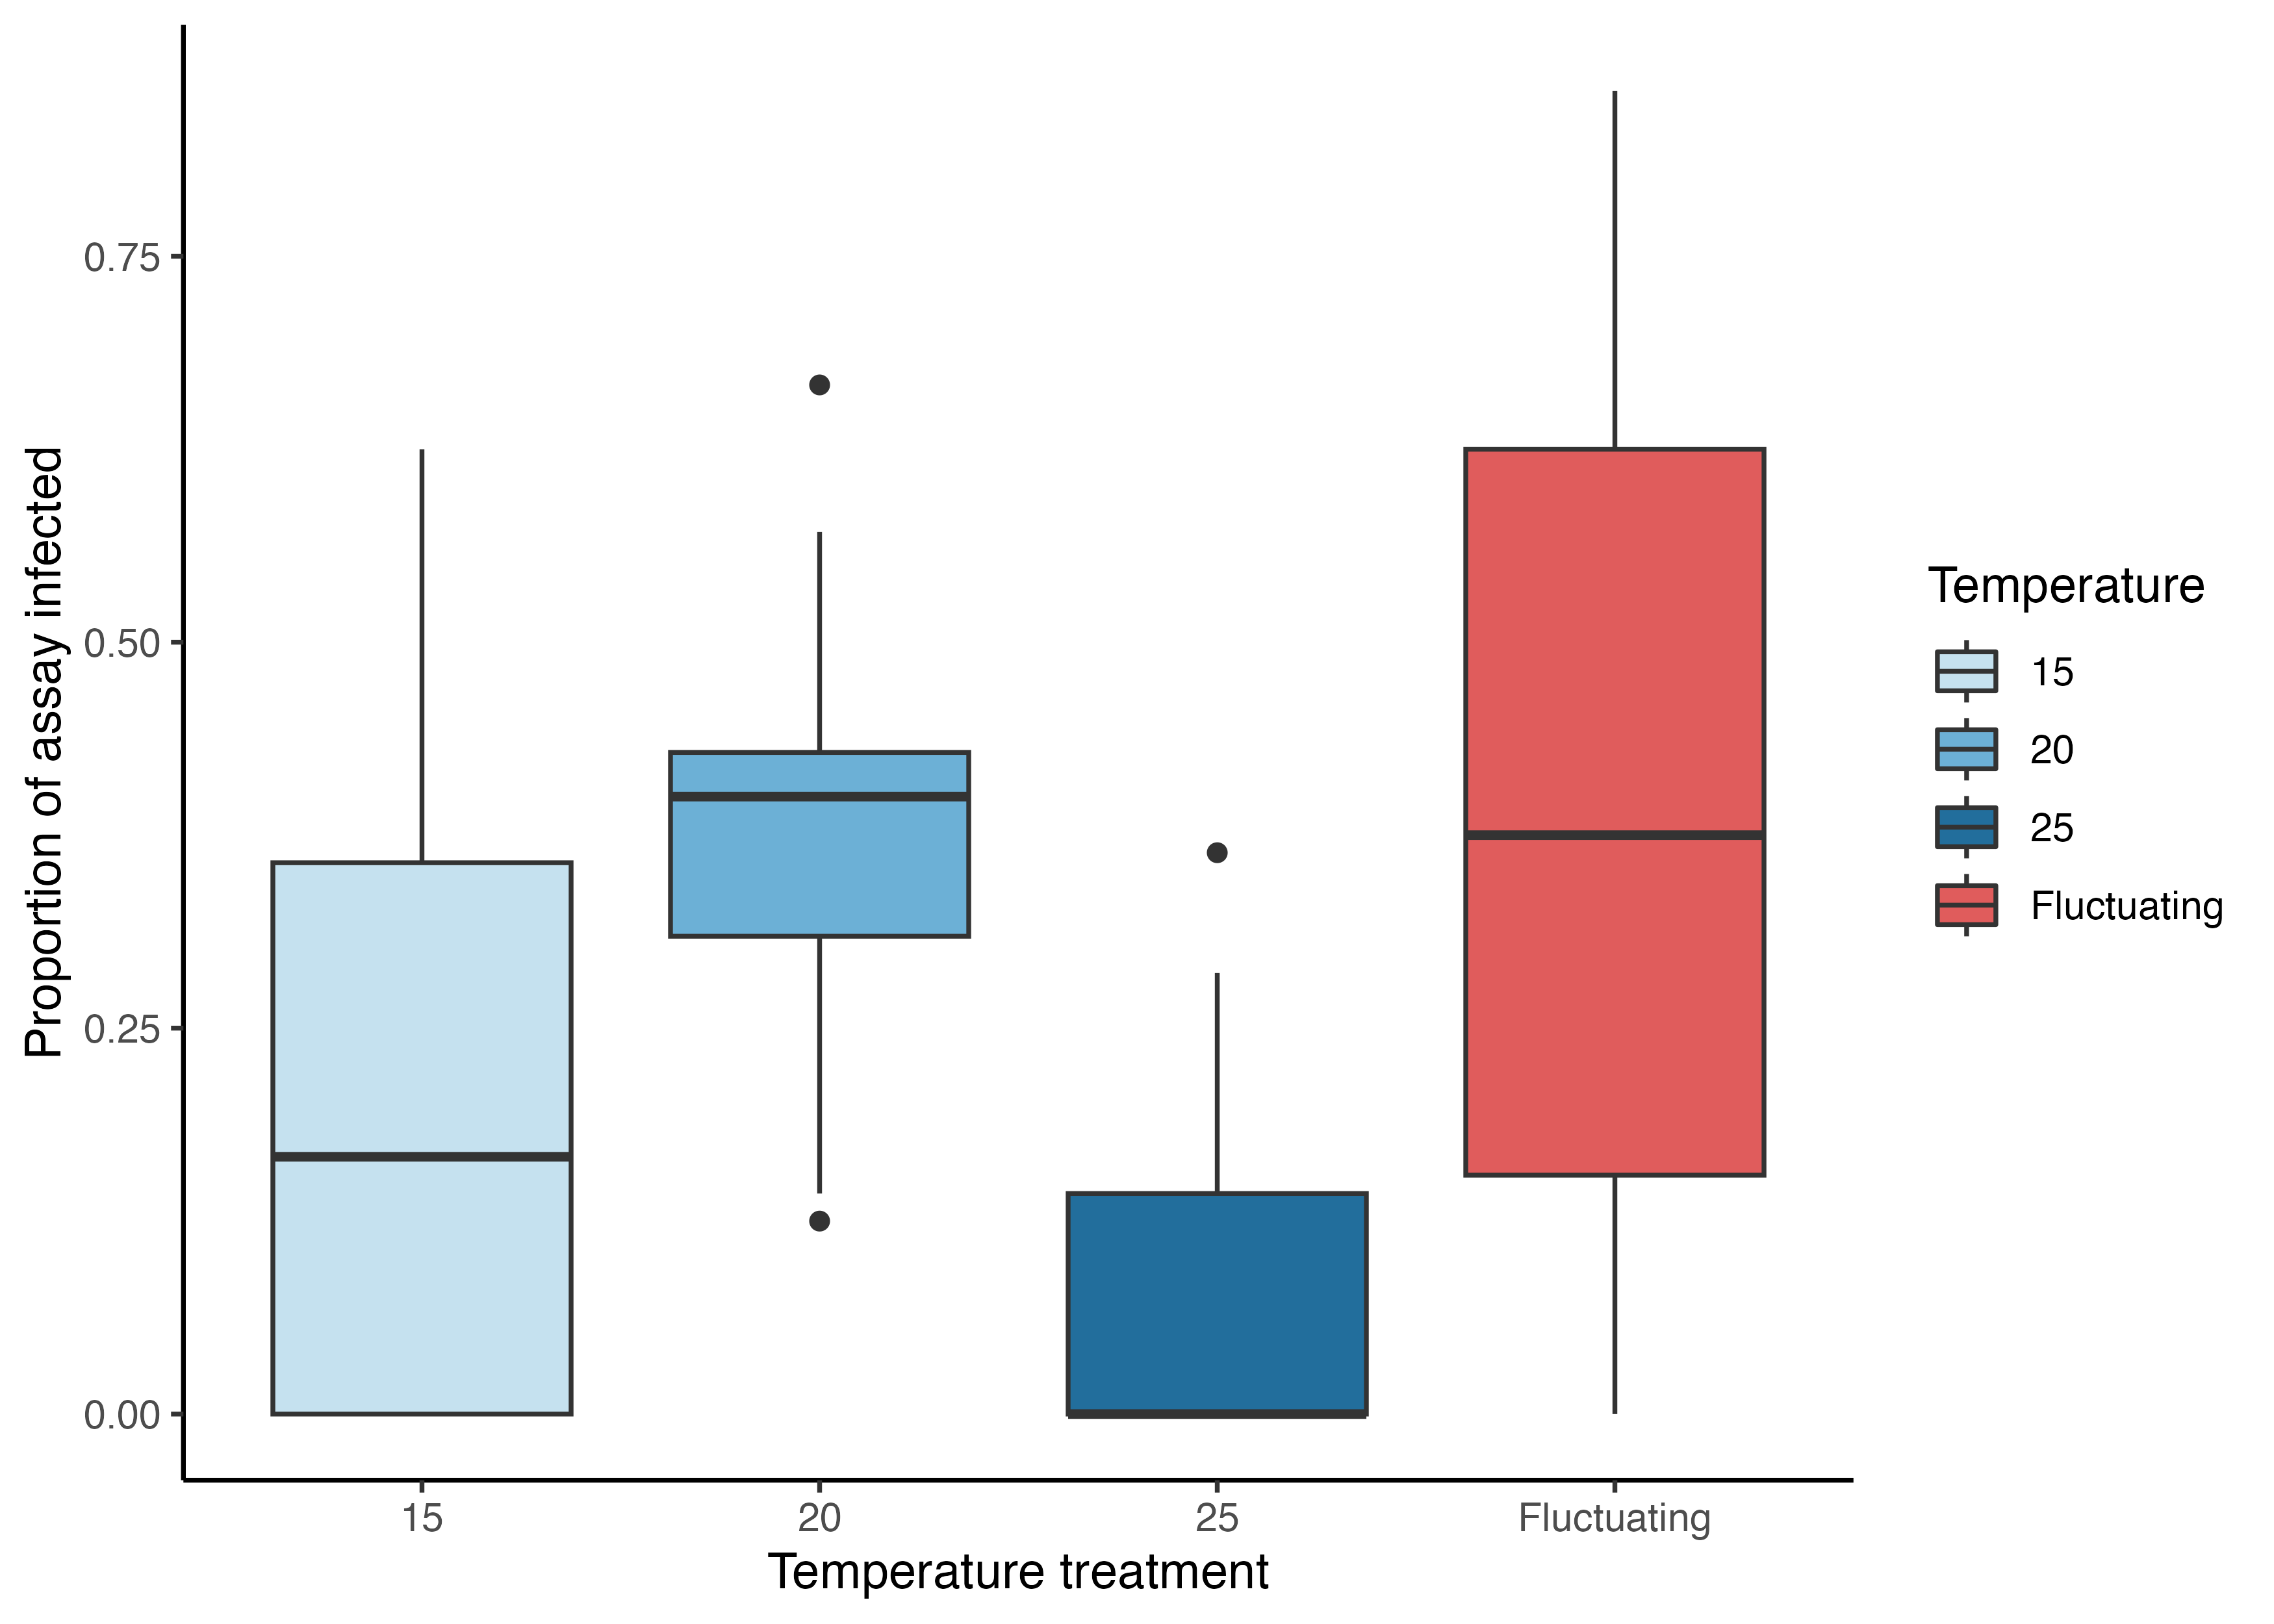 Proportion of assay infected
0.75
0.50
0.25
0.00
15
20
25
Fluctuating
Temperature treatment
Temperature
15
20
25
Fluctuating